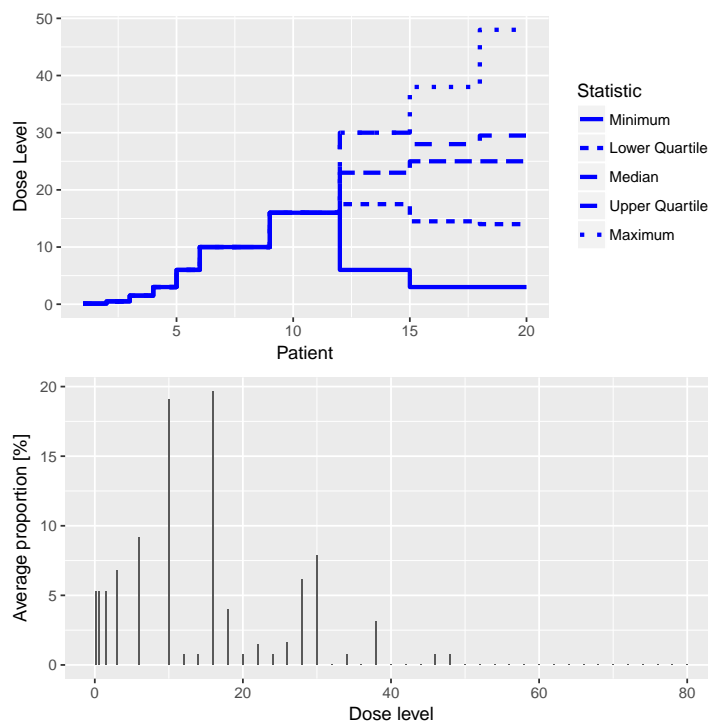 50
40
30
20
10
0
Dose Level
5
10
15
20
Patient
Statistic
Minimum
Lower Quartile
Median
Upper Quartile
Maximum
20
15
10
5
0
Average proportion [%]
0
20
40
60
80
Dose level